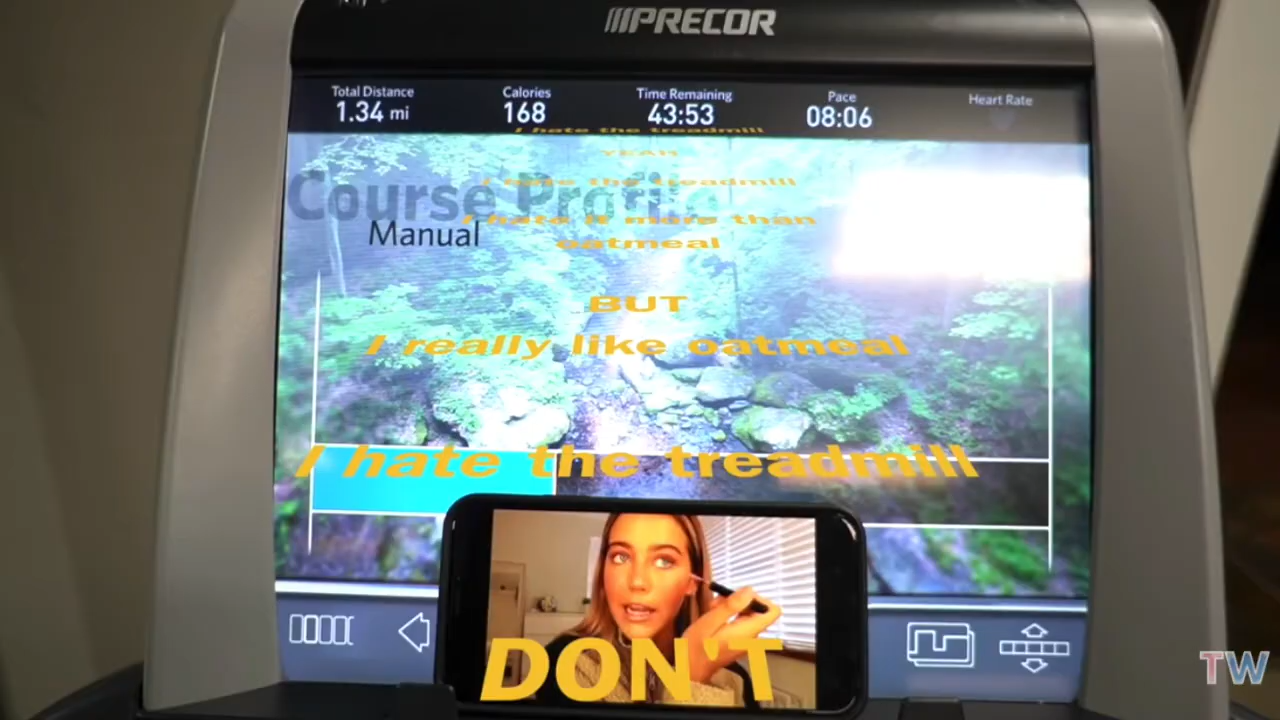 PRECOR
Total Distance
1.34 mi
Calories
168
Time Remaining
43:53
Pace
08:06
Heart Rate
I hate the treadmill
YEAH
I hate the treadmill
Course Profile
I hate it more than
Manual
oatmeal
BUT
I really like oatmeal
I hate the treadmill
DON'T
TW